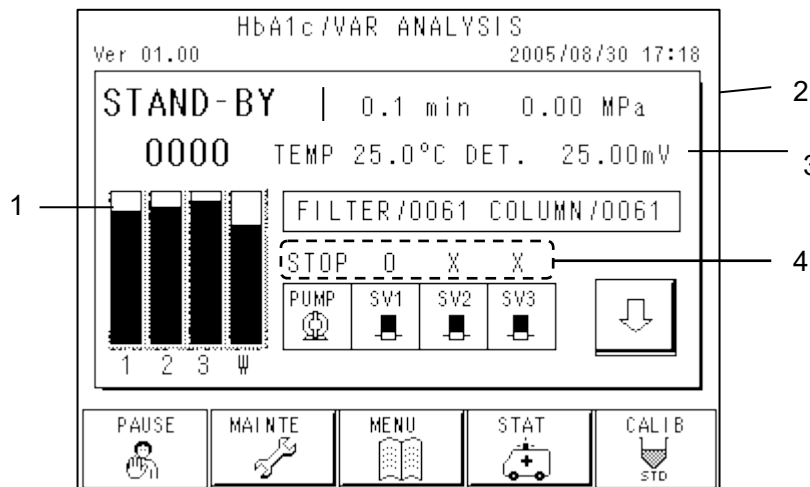 HbA1c/VAR ANALYSIS
Ver 01.00 2005/08/30 17:18
STAND-BY | 0.1 min 0.00 MPa
0000 TEMP 25.0°C DET. 25.00mV
FILTER/0061 COLUMN/0061
STOP O X X
PUMP SV1 SV2 SV3
1 2 3 W
PAUSE MAINTE MENU STAT CALIB
STD
1
2
3
4